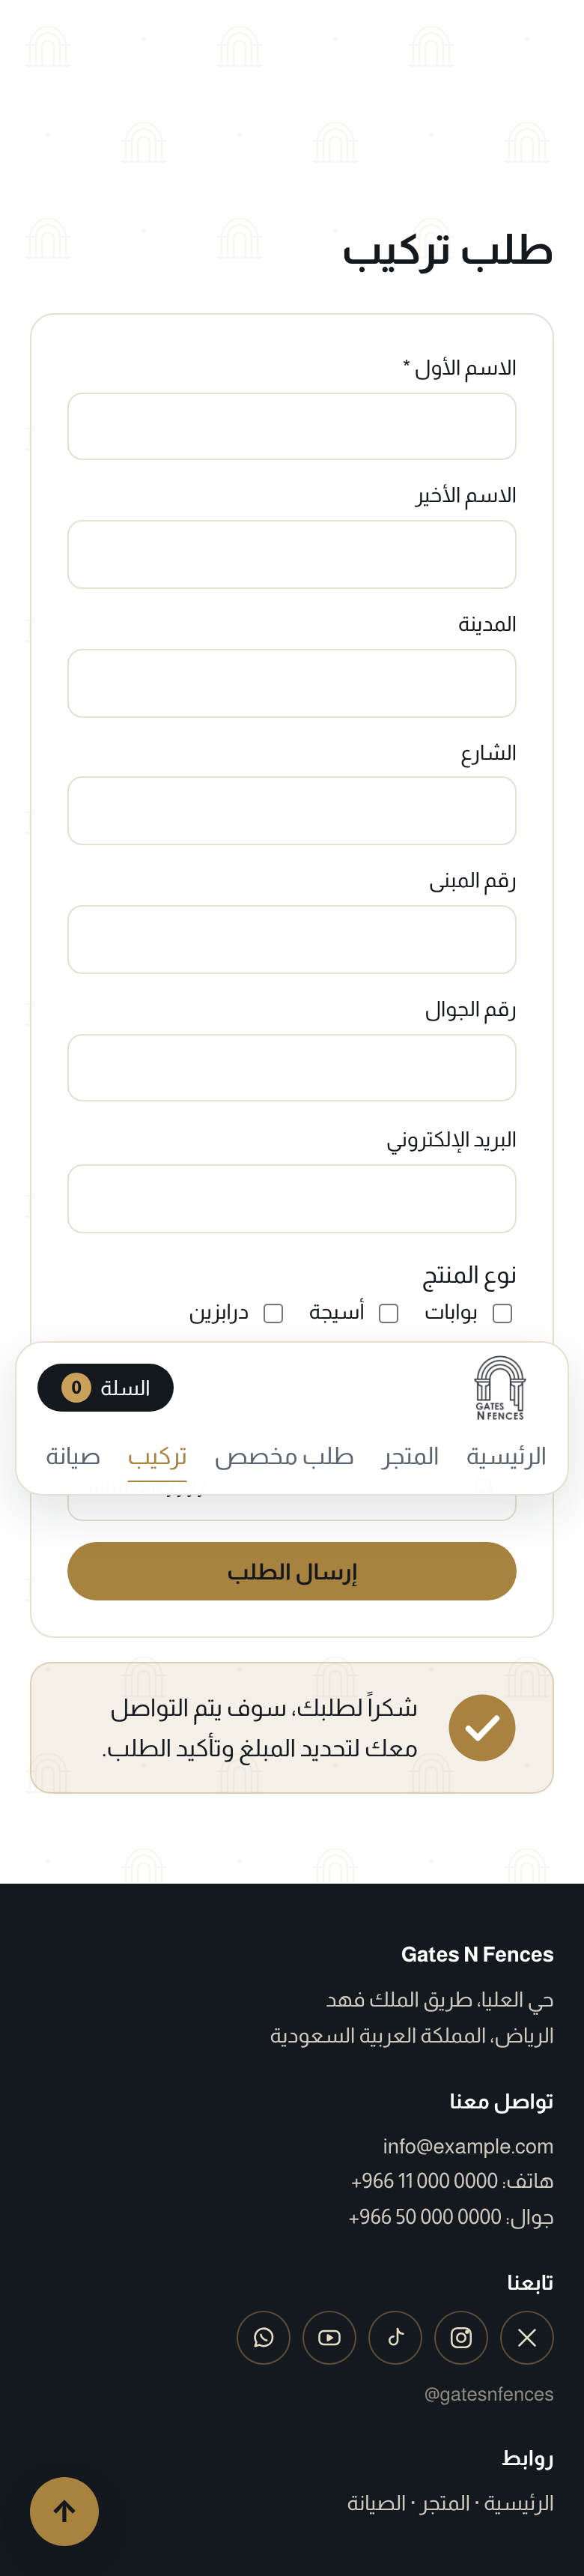 طلب تركيب
الاسم الأول *
الاسم الأخير
المدينة
الشارع
رقم المبنى
رقم الجوال
البريد الإلكتروني
نوع المنتج
بوابات أسيجة درابزين
GATES
N FENCES
السلة 0
الرئيسية المتجر طلب مخصص تركيب صيانة
إرسال الطلب
شكراً لطلبك، سوف يتم التواصل
معك لتحديد المبلغ وتأكيد الطلب.
Gates N Fences
حي العليا، طريق الملك فهد
الرياض، المملكة العربية السعودية
تواصل معنا
info@example.com
هاتف: 0000 000 11 966+
جوال: 0000 000 50 966+
تابعنا
@gatesnfences
روابط
الرئيسية · المتجر · الصيانة